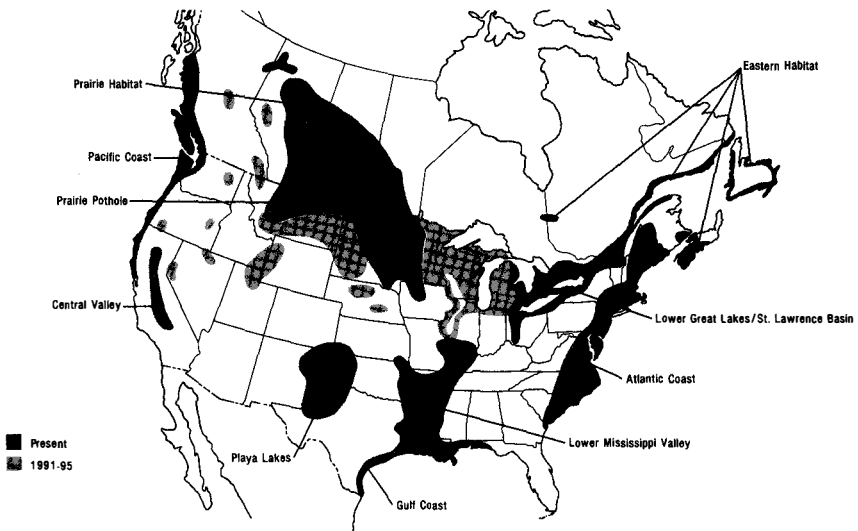 Eastern Habitat
Prairie Habitat
Pacific Coast
Prairie Pothole
Central Valley
Lower Great Lakes/St. Lawrence Basin
Atlantic Coast
Lower Mississippi Valley
Present
Playa Lakes
1991-95
Gulf Coast